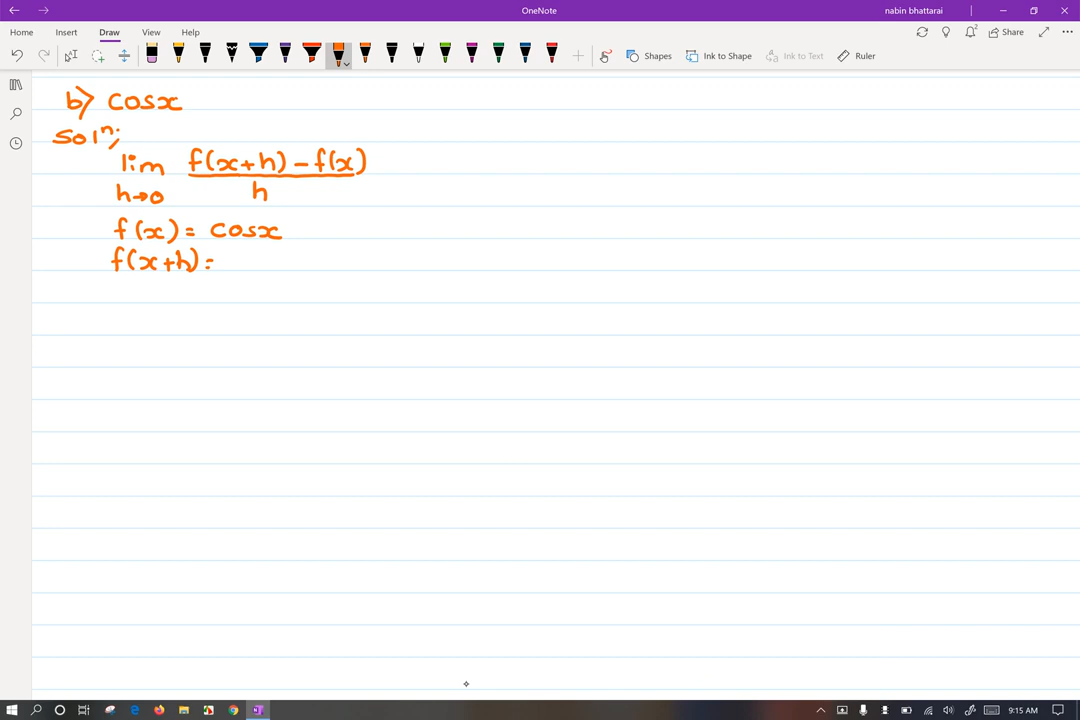 OneNote
nabin bhattarai
Home Insert Draw View Help
Share
Shapes Ink to Shape Ink to Text Ruler
b) cosx
Solⁿ;
lim f(x+h) - f(x)
h→0 h
f(x) = cosx
f(x+h) =
9:15 AM